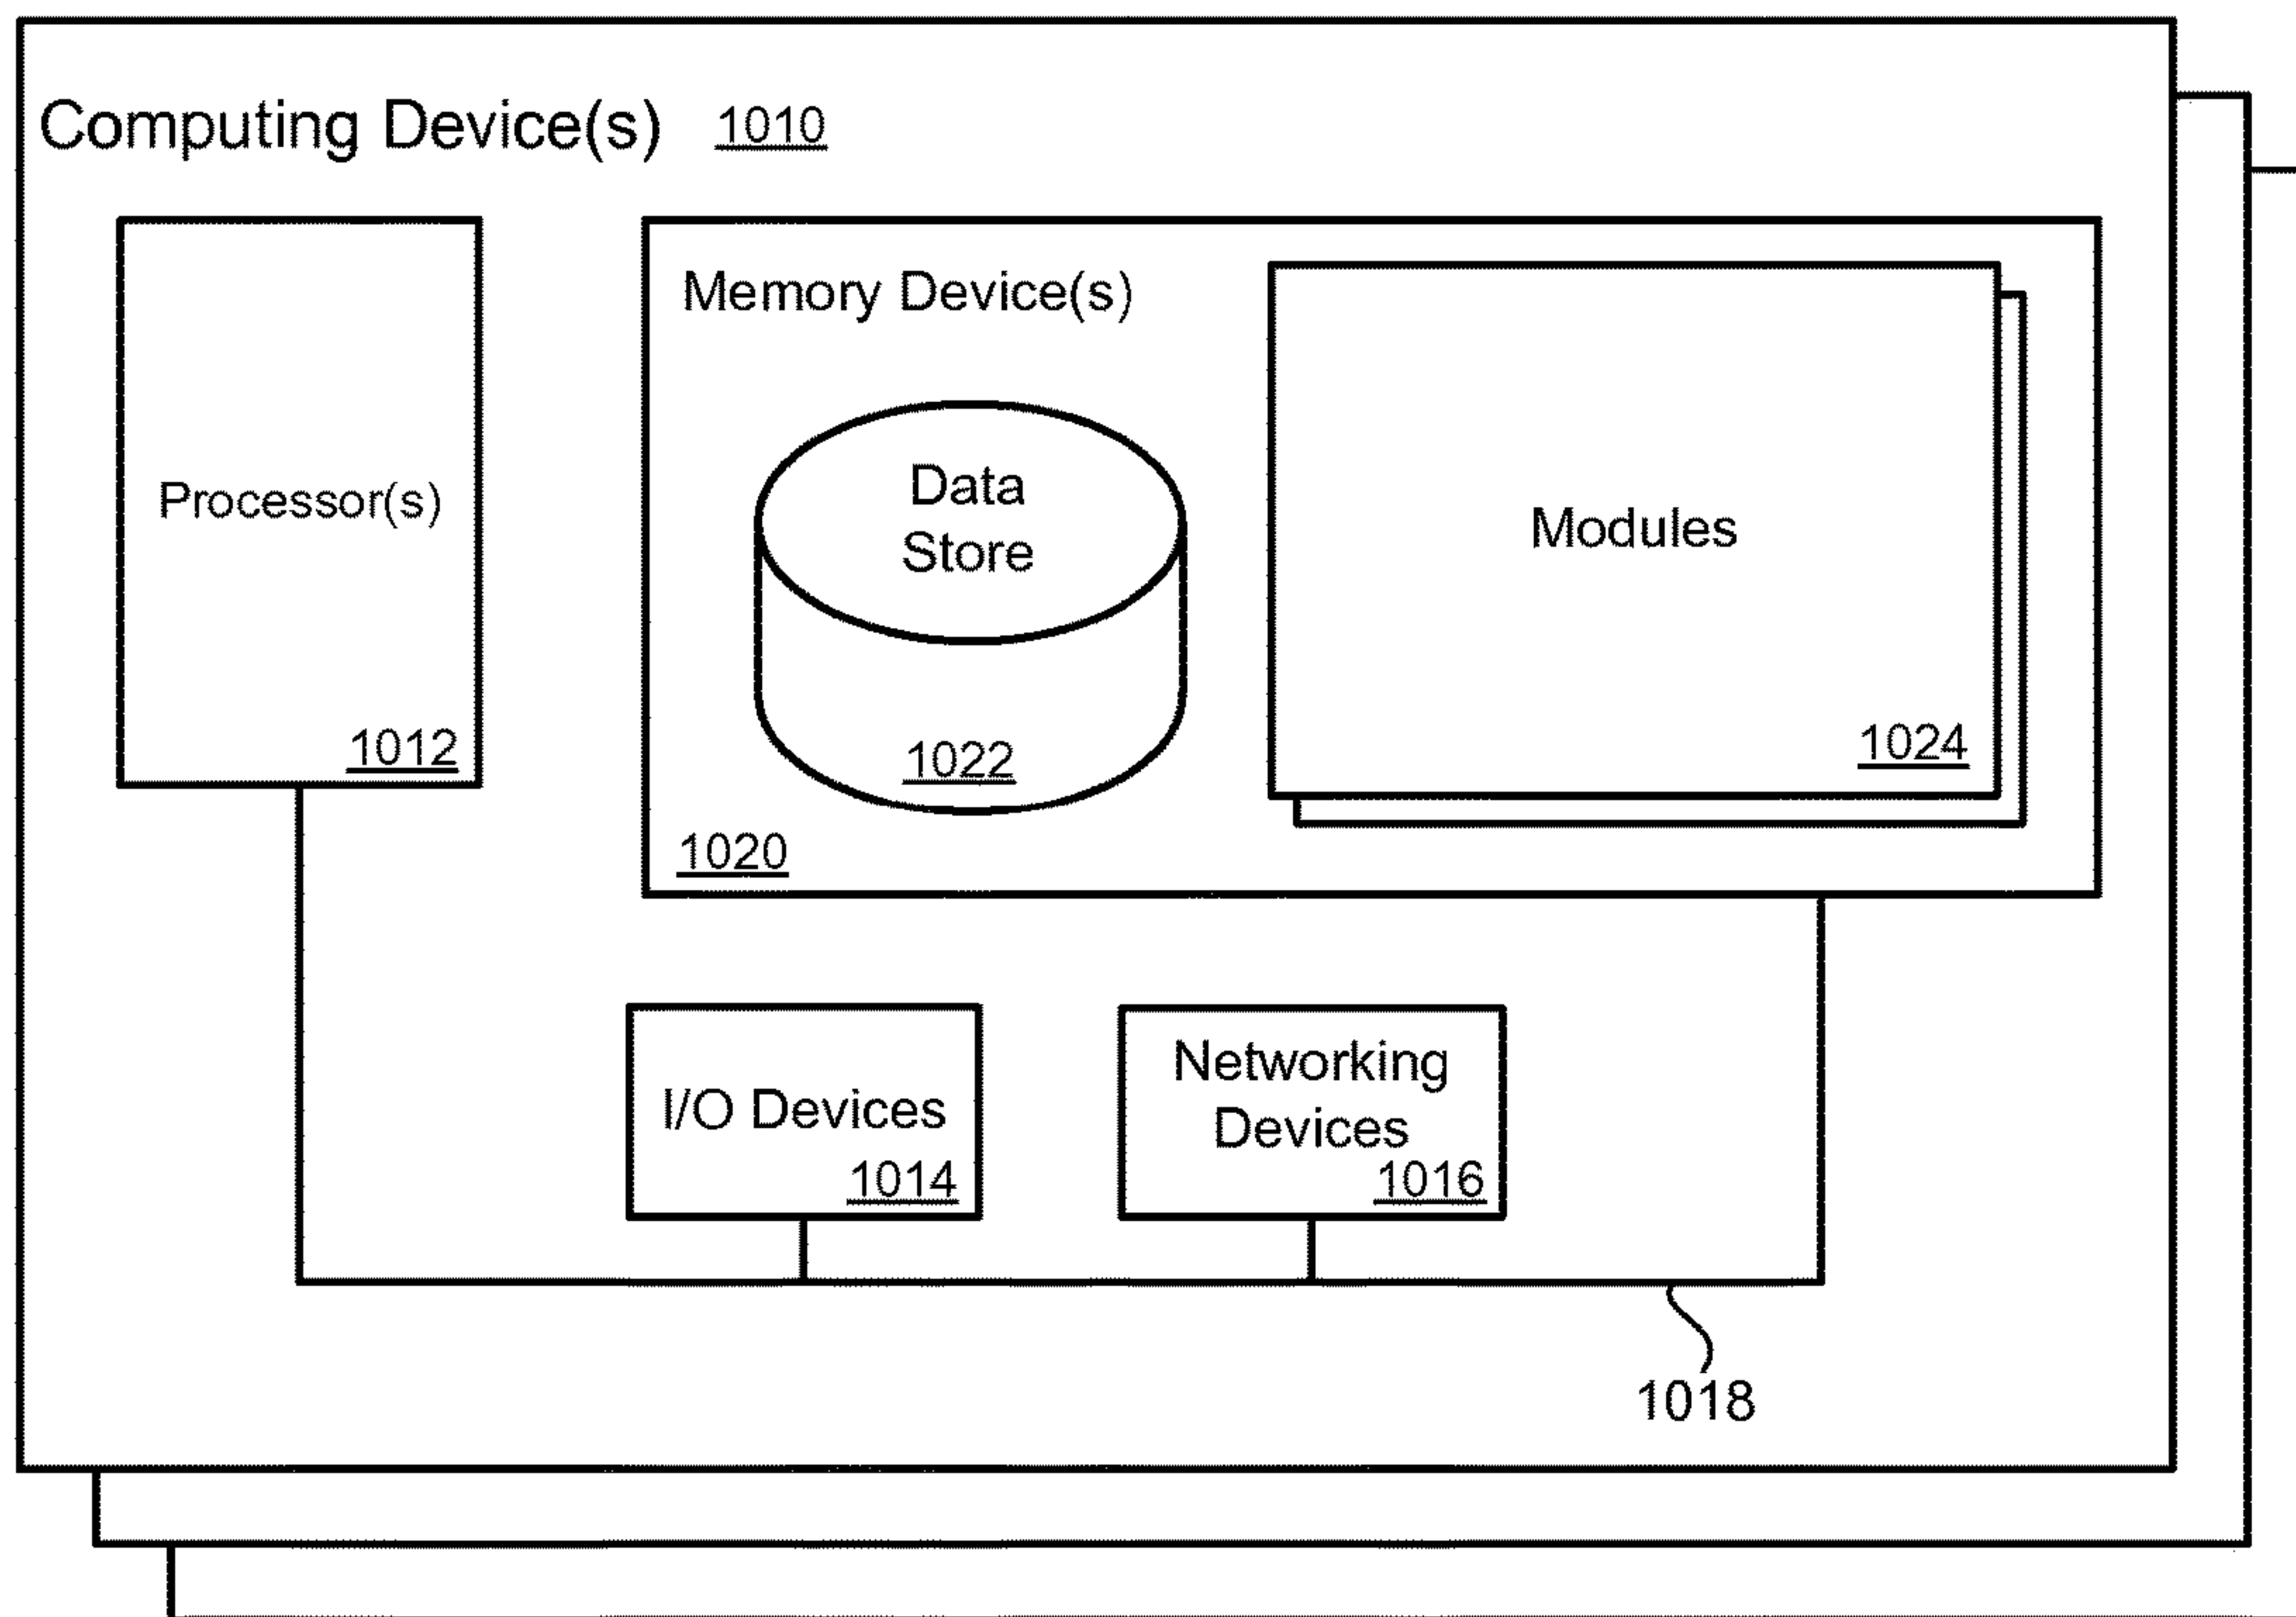 Computing Device(s) 1010
Processor(s)
1012
Memory Device(s)
Data
Store
1022
1020
Modules
1024
I/O Devices
1014
Networking
Devices
1016
1018